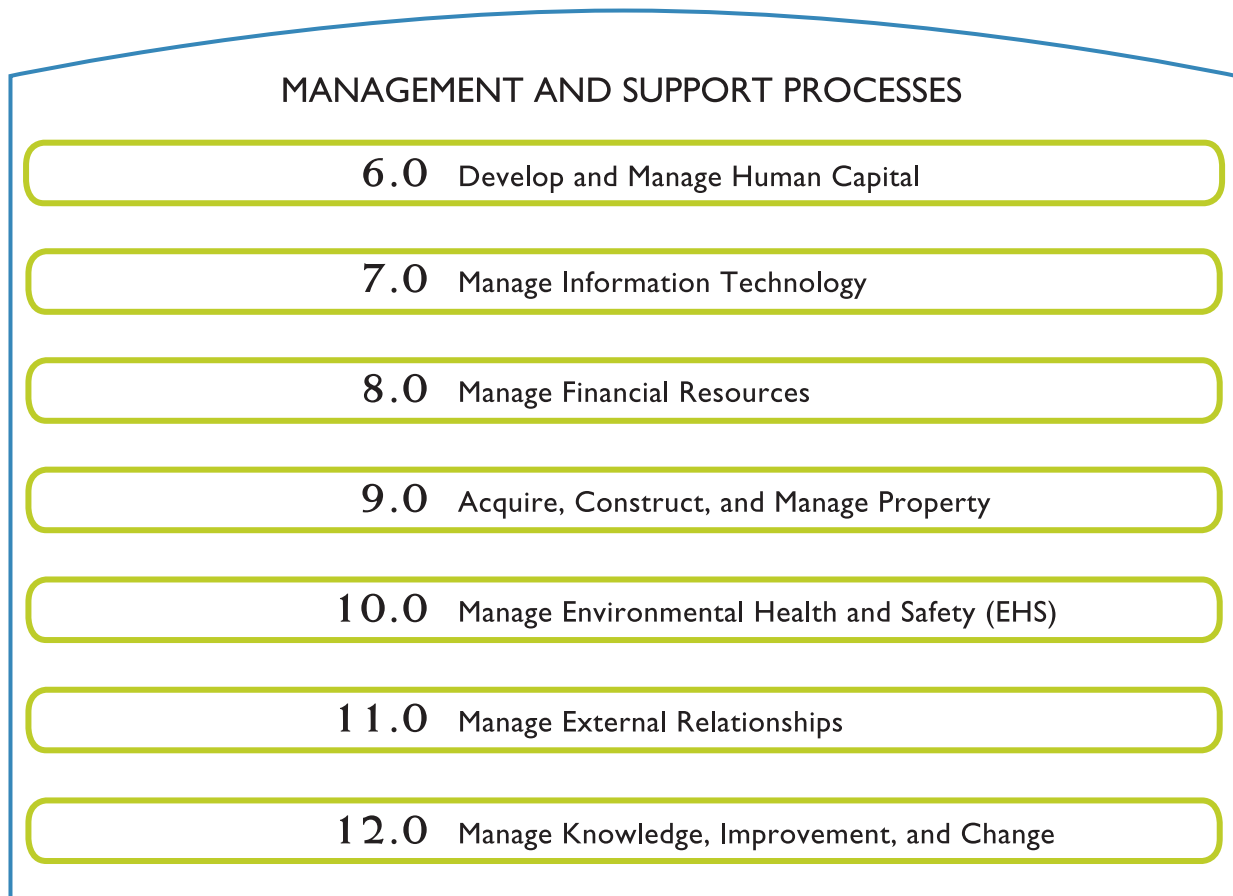 MANAGEMENT AND SUPPORT PROCESSES
6.0 Develop and Manage Human Capital
7.0 Manage Information Technology
8.0 Manage Financial Resources
9.0 Acquire, Construct, and Manage Property
10.0 Manage Environmental Health and Safety (EHS)
11.0 Manage External Relationships
12.0 Manage Knowledge, Improvement, and Change